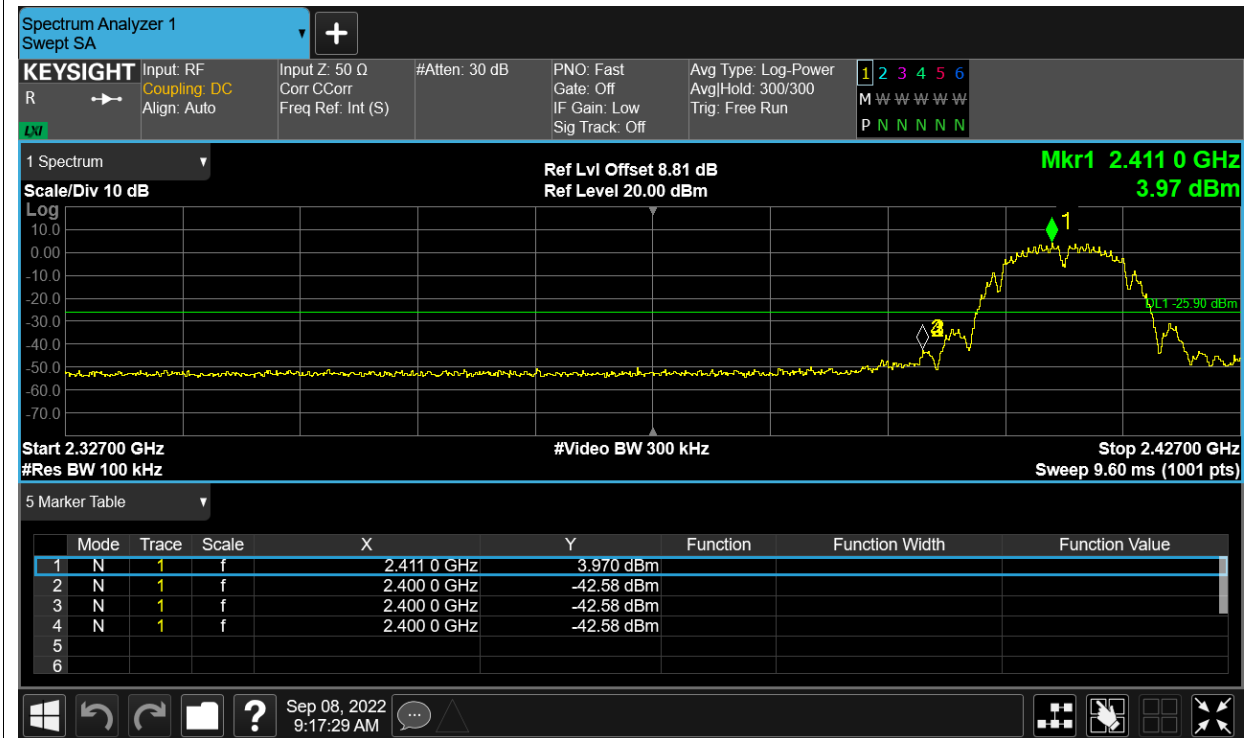 Spectrum Analyzer 1
Swept SA
+
KEYSIGHT
R
LXI
Input: RF
Coupling: DC
Align: Auto
Input Z: 50 Ω
Corr CCorr
Freq Ref: Int (S)
#Atten: 30 dB
PNO: Fast
Gate: Off
IF Gain: Low
Sig Track: Off
Avg Type: Log-Power
Avg|Hold: 300/300
Trig: Free Run
1 2 3 4 5 6
M W W W W W W
P N N N N N N
1 Spectrum
Scale/Div 10 dB
Ref Lvl Offset 8.81 dB
Ref Level 20.00 dBm
Mkr1 2.411 0 GHz
3.97 dBm
Log
10.0
0.00
-10.0
-20.0
-30.0
-40.0
-50.0
-60.0
-70.0
1
DL1 -25.90 dBm
Start 2.32700 GHz
#Video BW 300 kHz
Stop 2.42700 GHz
#Res BW 100 kHz
Sweep 9.60 ms (1001 pts)
5 Marker Table
Mode Trace Scale X Y Function Function Width Function Value
1 N 1 f 2.411 0 GHz 3.970 dBm
2 N 1 f 2.400 0 GHz -42.58 dBm
3 N 1 f 2.400 0 GHz -42.58 dBm
4 N 1 f 2.400 0 GHz -42.58 dBm
5
6
?
Sep 08, 2022
9:17:29 AM